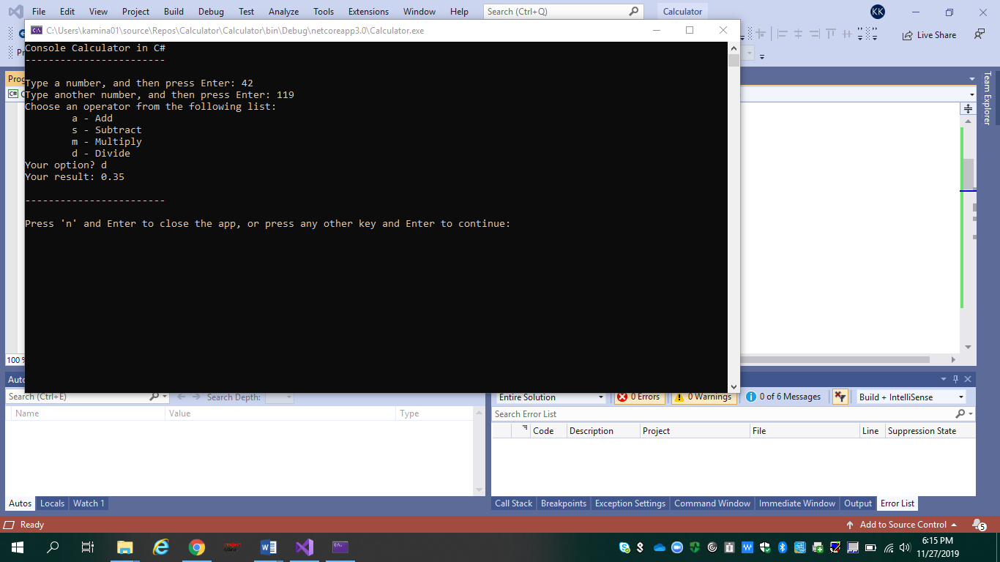 File Edit View Project Build Debug Test Analyze Tools Extensions Window Help Search (Ctrl+Q) Calculator KK
C:\Users\kamina01\source\Repos\Calculator\Calculator\bin\Debug\netcoreapp3.0\Calculator.exe
Live Share
Console Calculator in C#
------------------------
Type a number, and then press Enter: 42
Type another number, and then press Enter: 119
Choose an operator from the following list:
a - Add
s - Subtract
m - Multiply
d - Divide
Your option? d
Your result: 0.35
------------------------
Press 'n' and Enter to close the app, or press any other key and Enter to continue:
Team Explorer
C#
100 %
Search (Ctrl+E) Search Depth:
Name Value Type
Autos Locals Watch 1
Entire Solution 0 Errors 0 Warnings 0 of 6 Messages Build + IntelliSense
Search Error List
Code Description Project File Line Suppression State
Call Stack Breakpoints Exception Settings Command Window Immediate Window Output Error List
Ready Add to Source Control 5
6:15 PM
11/27/2019